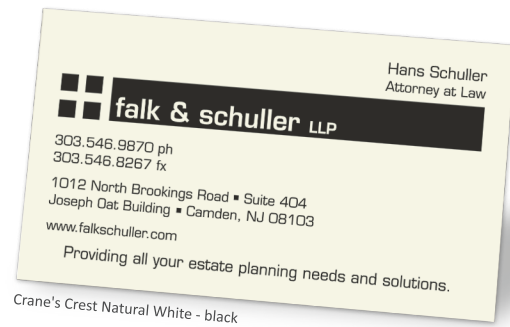 Hans Schuller
Attorney at Law
falk & schuller LLP
303.546.9870 ph
303.546.8267 fx
1012 North Brookings Road ▪ Suite 404
Joseph Oat Building ▪ Camden, NJ 08103
www.falkschuller.com
Providing all your estate planning needs and solutions.
Crane's Crest Natural White - black